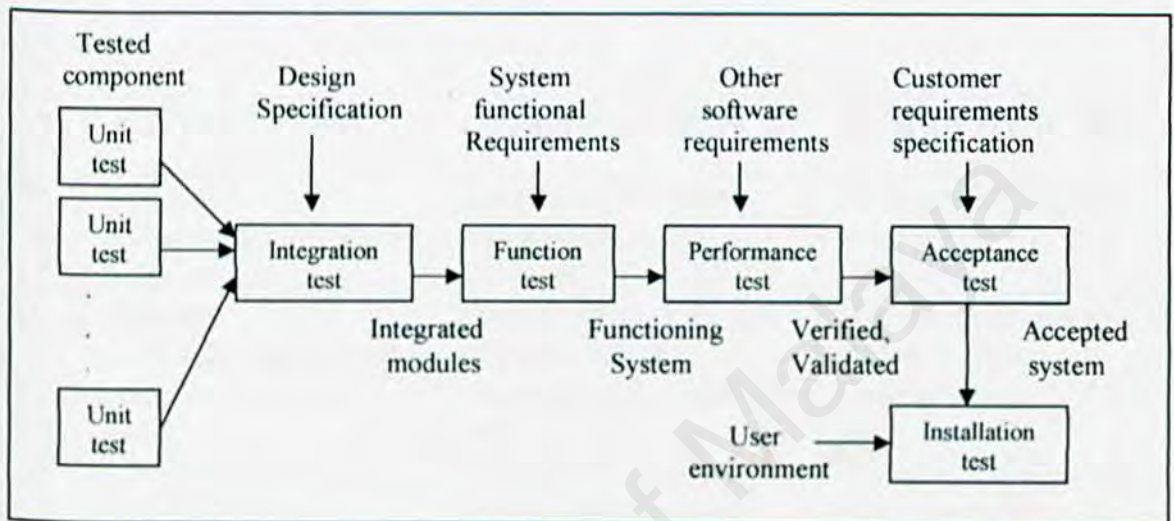 Tested
component
Unit
test
Unit
test
Unit
test
Design
Specification
System
functional
Requirements
Other
software
requirements
Customer
requirements
specification
Integration
test
Function
test
Performance
test
Acceptance
test
Integrated
modules
Functioning
System
Verified,
Validated
Accepted
system
User
environment
Installation
test
of Malaya